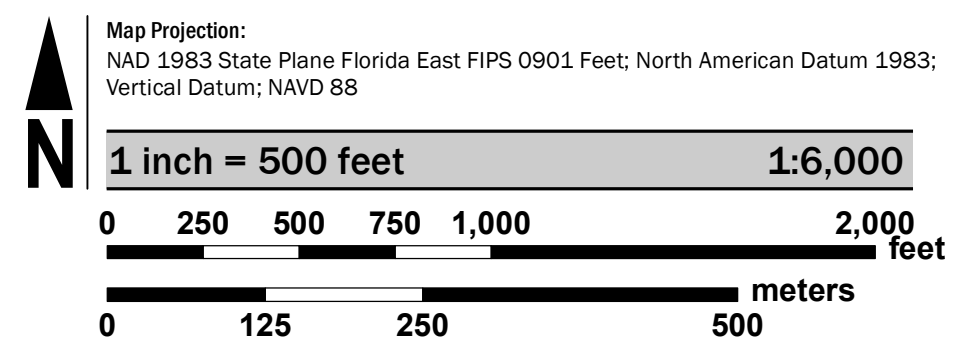 Map Projection:
NAD 1983 State Plane Florida East FIPS 0901 Feet; North American Datum 1983;
Vertical Datum; NAVD 88
N
1 inch = 500 feet 1:6,000
0 250 500 750 1,000 2,000
feet
meters
0 125 250 500